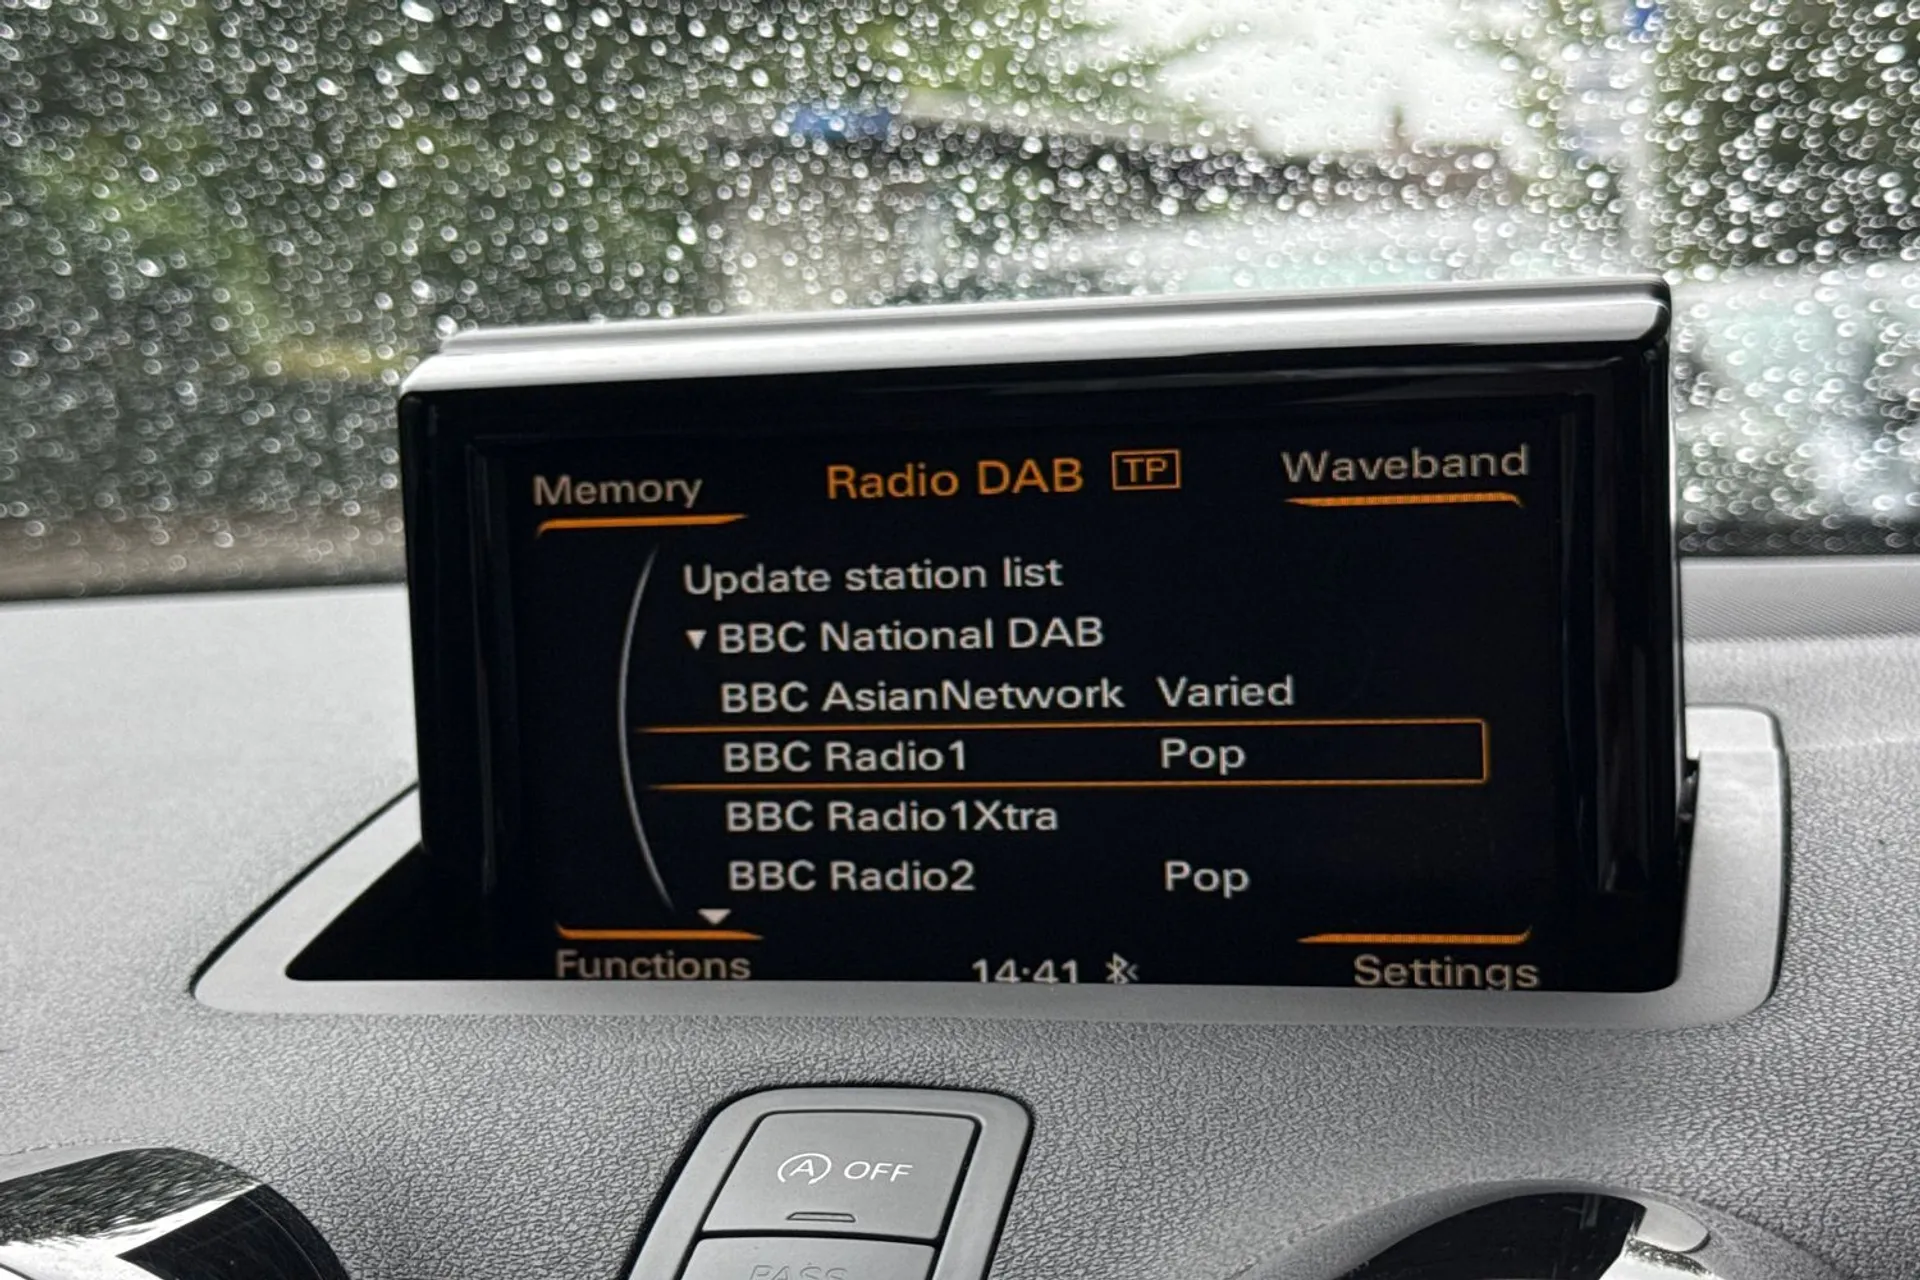 Memory Radio DAB TP Waveband
Update station list
▼ BBC National DAB
BBC AsianNetwork Varied
BBC Radio1 Pop
BBC Radio1Xtra
BBC Radio2 Pop
Functions 14:41 Settings
A OFF
PASS